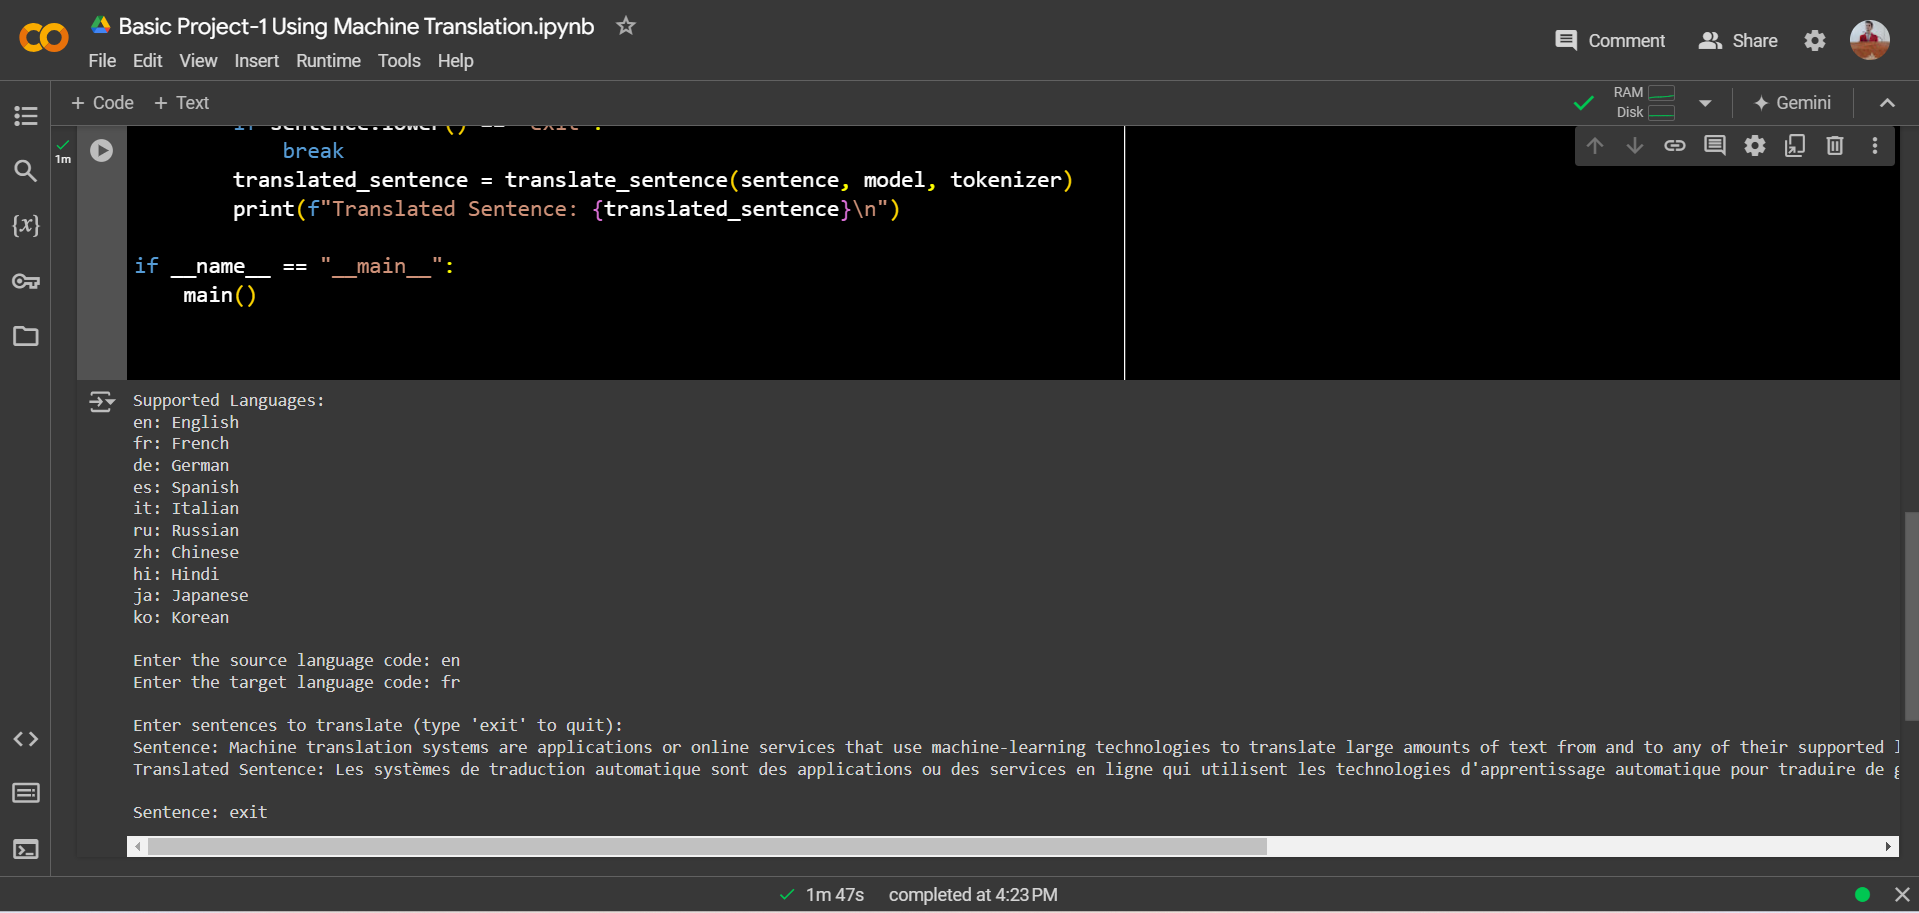 Basic Project-1 Using Machine Translation.ipynb
File Edit View Insert Runtime Tools Help
Comment
Share
+ Code + Text
RAM
Disk
Gemini
1m
if sentence.lower() == 'exit':
break
translated_sentence = translate_sentence(sentence, model, tokenizer)
print(f"Translated Sentence: {translated_sentence}\n")
if __name__ == "__main__":
main()
{x}
Supported Languages:
en: English
fr: French
de: German
es: Spanish
it: Italian
ru: Russian
zh: Chinese
hi: Hindi
ja: Japanese
ko: Korean
Enter the source language code: en
Enter the target language code: fr
Enter sentences to translate (type 'exit' to quit):
Sentence: Machine translation systems are applications or online services that use machine-learning technologies to translate large amounts of text from and to any of their supported
Translated Sentence: Les systèmes de traduction automatique sont des applications ou des services en ligne qui utilisent les technologies d'apprentissage automatique pour traduire de
Sentence: exit
1m 47s completed at 4:23 PM